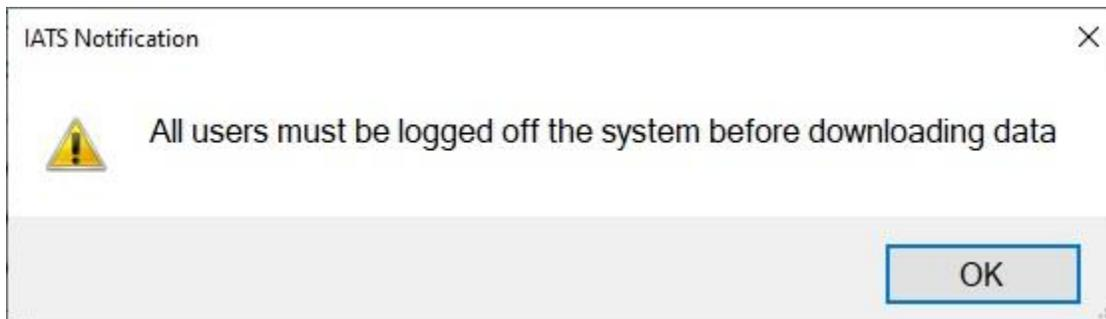 IATS Notification
All users must be logged off the system before downloading data
OK